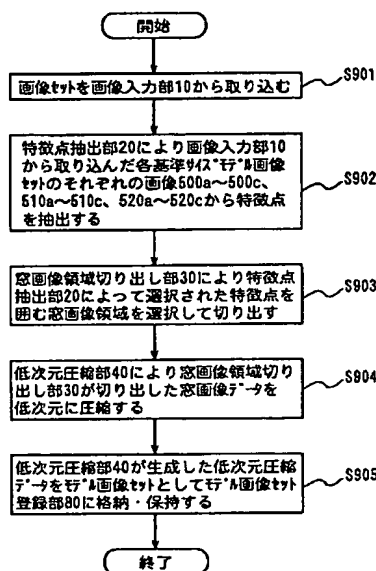 開始
画像セットを画像入力部10から取り込む
S901
特徴点抽出部20により画像入力部10
から取り込んだ各基準サイズモデル画像
セットのそれぞれの画像500a～500c、
510a～510c、520a～520cから特徴点
を抽出する
S902
窓画像領域切り出し部30により特徴点
抽出部20によって選択された特徴点を
囲む窓画像領域を選択して切り出す
S903
低次元圧縮部40により窓画像領域切り
出し部30が切り出した窓画像データを
低次元に圧縮する
S904
低次元圧縮部40が生成した低次元圧縮
データをモデル画像セットとしてモデル画像セット
登録部80に格納・保持する
S905
終了